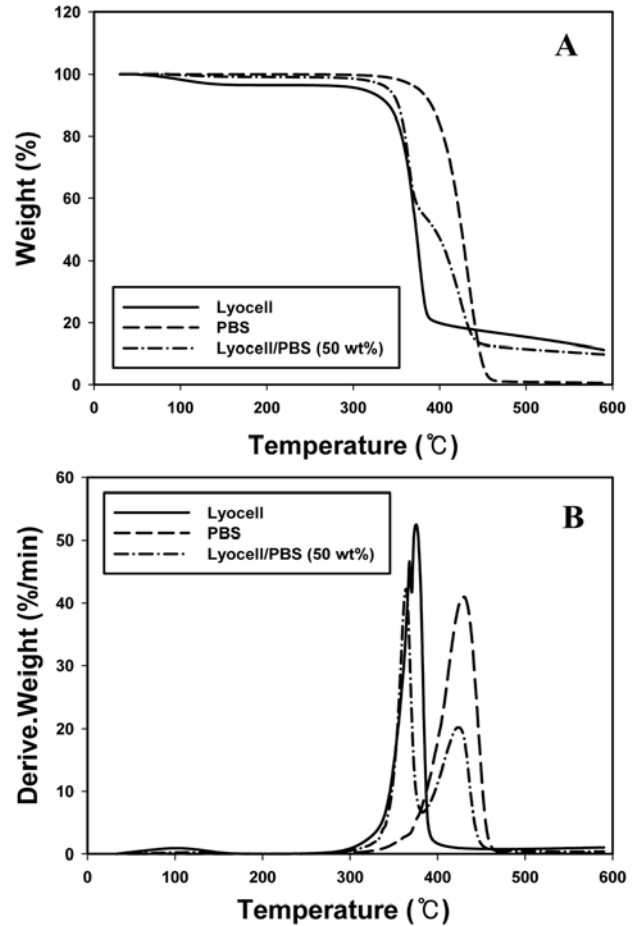 A
120
100
80
60
40
20
0
Weight (%)
Lyocell
PBS
Lyocell/PBS (50 wt%)
0 100 200 300 400 500 600
Temperature (℃)
B
60
50
40
30
20
10
0
Derive.Weight (%/min)
Lyocell
PBS
Lyocell/PBS (50 wt%)
0 100 200 300 400 500 600
Temperature (℃)